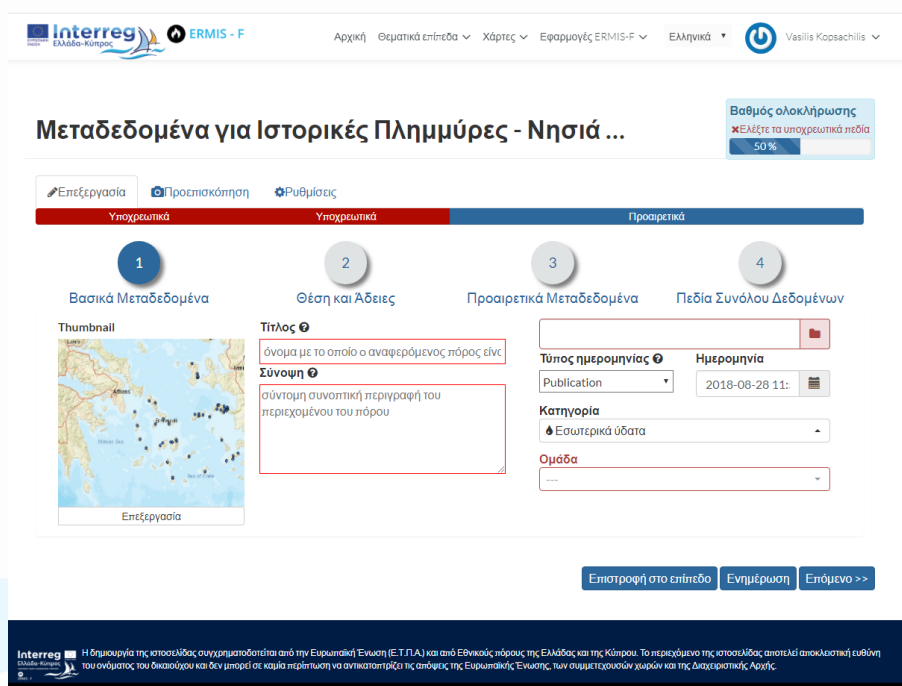 Interreg
Ελλάδα-Κύπρος
ERMIS - F
Αρχική Θεματικά επίπεδα Χάρτες Εφαρμογές ERMIS-F Ελληνικά Vasilis Kopsachilis
Μεταδεδομένα για Ιστορικές Πλημμύρες - Νησιά ...
Βαθμός ολοκλήρωσης
Ελέξτε τα υποχρεωτικά πεδία
50 %
Επεξεργασία Προεπισκόπηση Ρυθμίσεις
Υποχρεωτικά Υποχρεωτικά Προαιρετικά
1 2 3 4
Βασικά Μεταδεδομένα Θέση και Άδειες Προαιρετικά Μεταδεδομένα Πεδία Συνόλου Δεδομένων
Thumbnail
Athens
Επεξεργασία
Τίτλος
όνομα με το οποίο ο αναφερόμενος πόρος είνα
Σύνοψη
σύντομη συνοπτική περιγραφή του
περιεχομένου του πόρου
Τύπος ημερομηνίας Ημερομηνία
Publication 2018-08-28 11:
Κατηγορία
Εσωτερικά ύδατα
Ομάδα
---
Επιστροφή στο επίπεδο Ενημέρωση Επόμενο >>
Interreg
Ελλάδα-Κύπρος
Η δημιουργία της ιστοσελίδας συγχρηματοδοτείται από την Ευρωπαϊκή Ένωση (Ε.Τ.Π.Α.) και από Εθνικούς πόρους της Ελλάδας και της Κύπρου. Το περιεχόμενο της ιστοσελίδας αποτελεί αποκλειστική ευθύνη
του ονόματος του δικαιούχου και δεν μπορεί σε καμία περίπτωση να αντικατοπτρίζει τις απόψεις της Ευρωπαϊκής Ένωσης, των συμμετεχουσών χωρών και της Διαχειριστικής Αρχής.